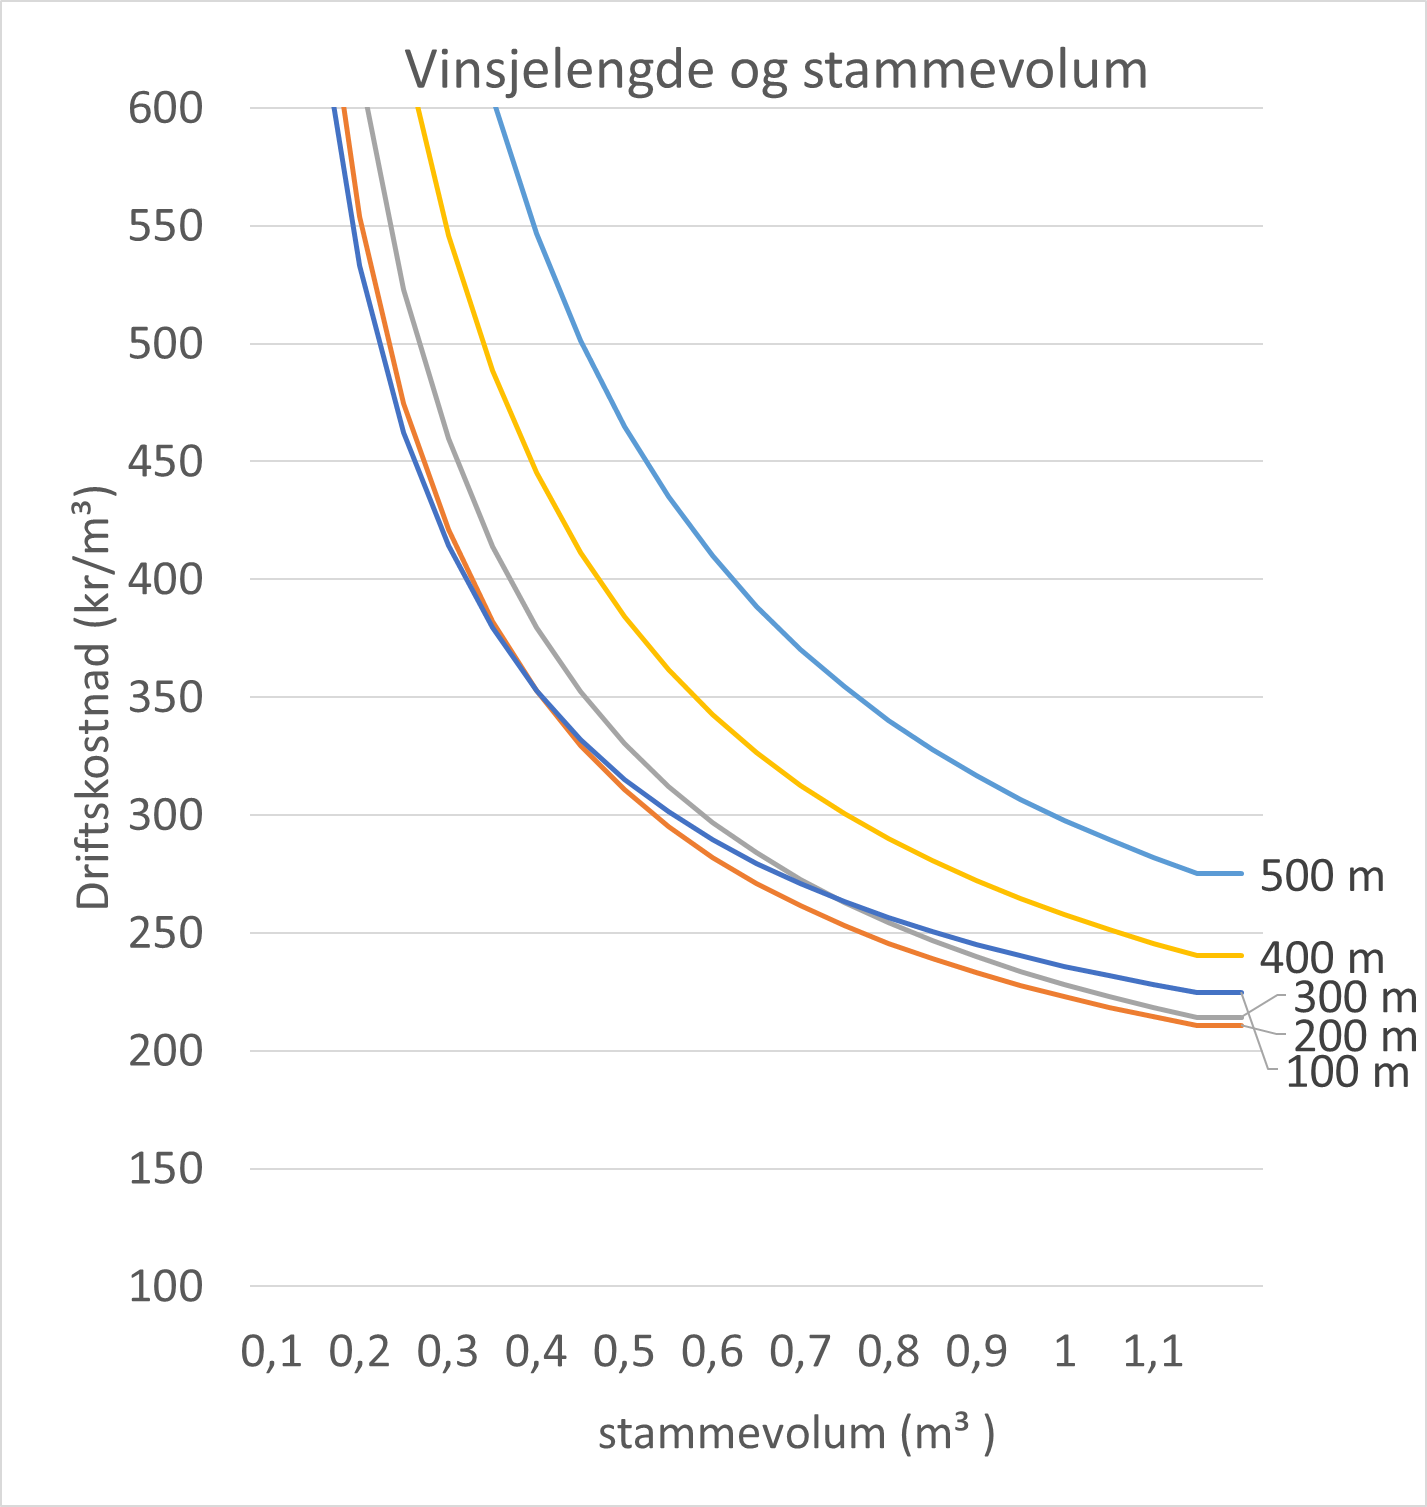 Vinsjelengde og stammevolum
600
550
500
450
400
350
300
250
200
150
100
Driftskostnad (kr/m³)
500 m
400 m
300 m
200 m
100 m
0,1 0,2 0,3 0,4 0,5 0,6 0,7 0,8 0,9 1 1,1
stammevolum (m³ )